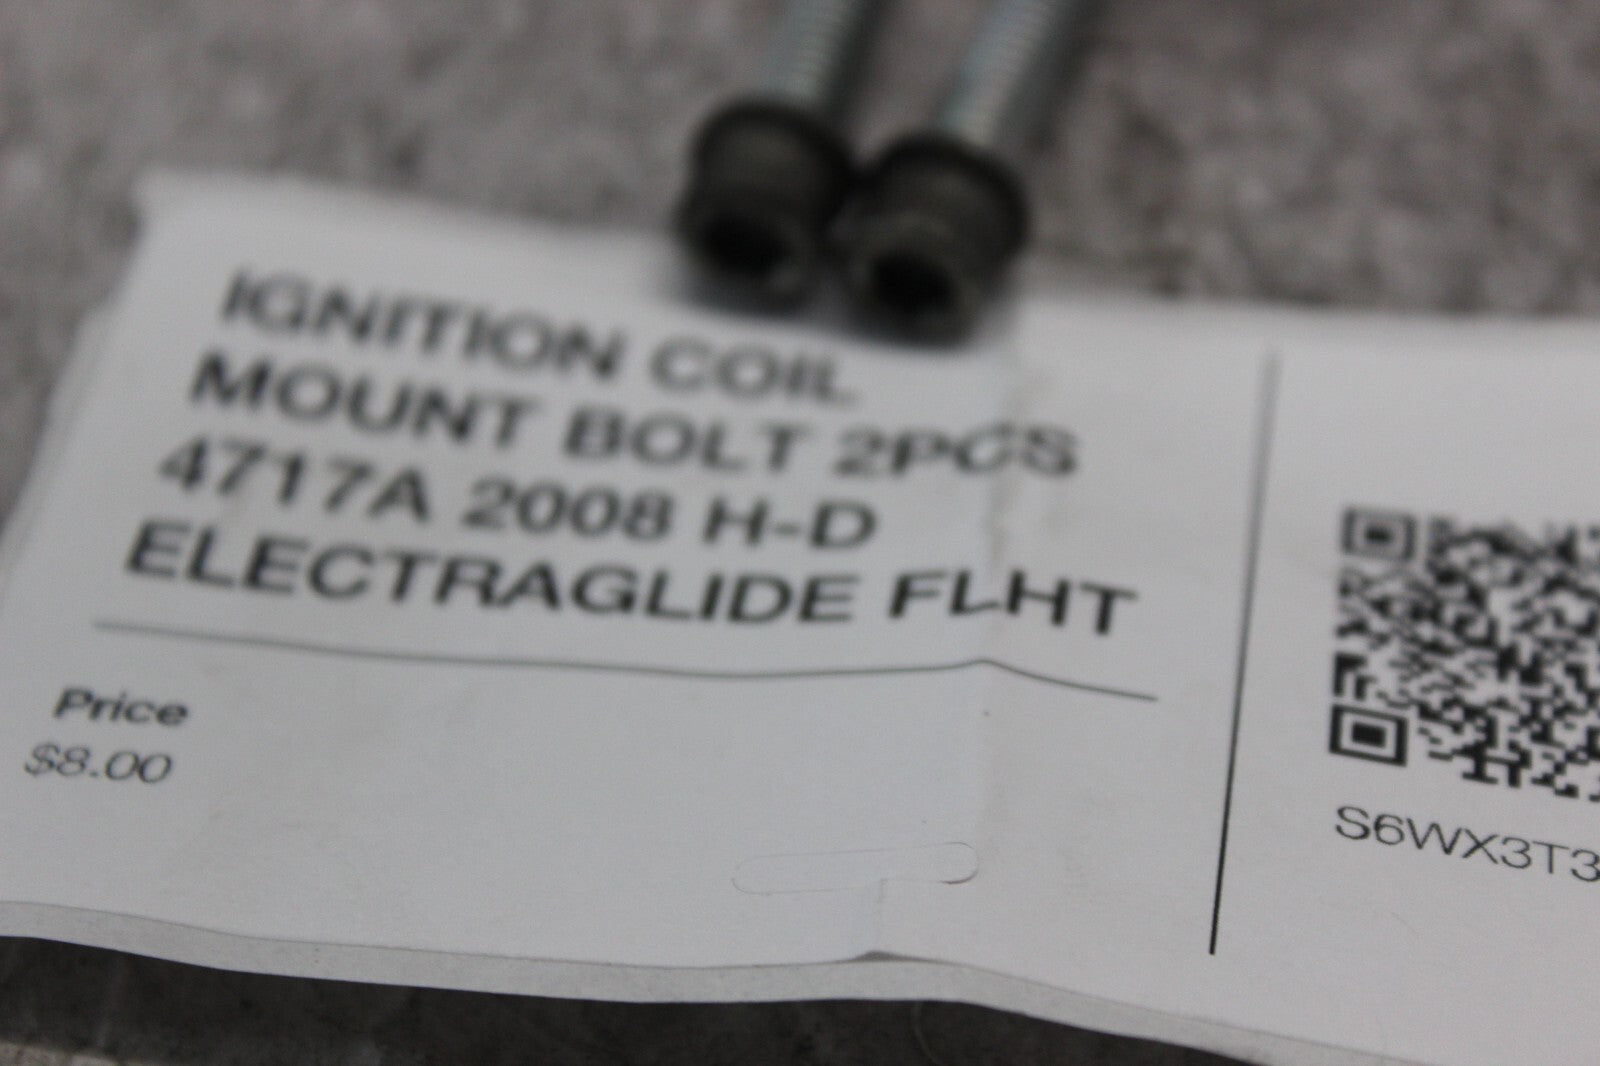 IGNITION COIL
MOUNT BOLT 2PCS
4717A 2008 H-D
ELECTRAGLIDE FLHT
Price
$8.00
S6WX3T3